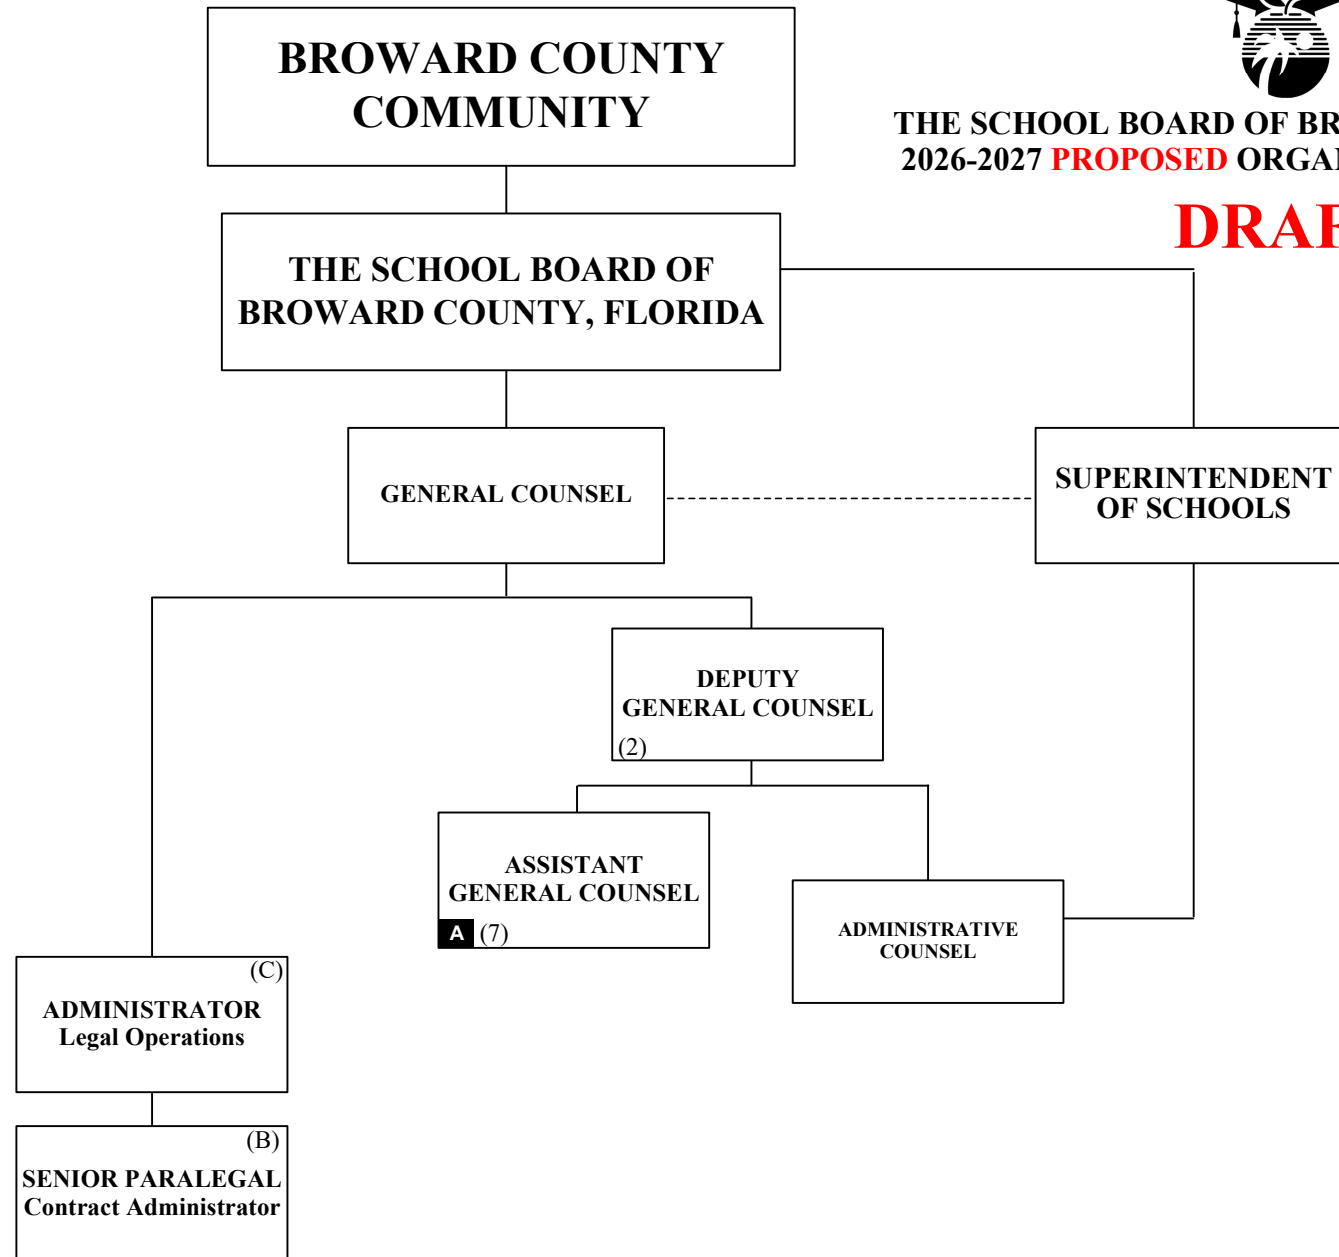 BROWARD COUNTY
COMMUNITY
THE SCHOOL BOARD OF
2026-2027 PROPOSED
THE SCHOOL BOARD OF
BROWARD COUNTY, FLORIDA
GENERAL COUNSEL
SUPERINTENDENT
OF SCHOOLS
DEPUTY
GENERAL COUNSEL
(2)
ASSISTANT
GENERAL COUNSEL
A (7)
ADMINISTRATIVE
COUNSEL
(C)
ADMINISTRATOR
Legal Operations
(B)
SENIOR PARALEGAL
Contract Administrator